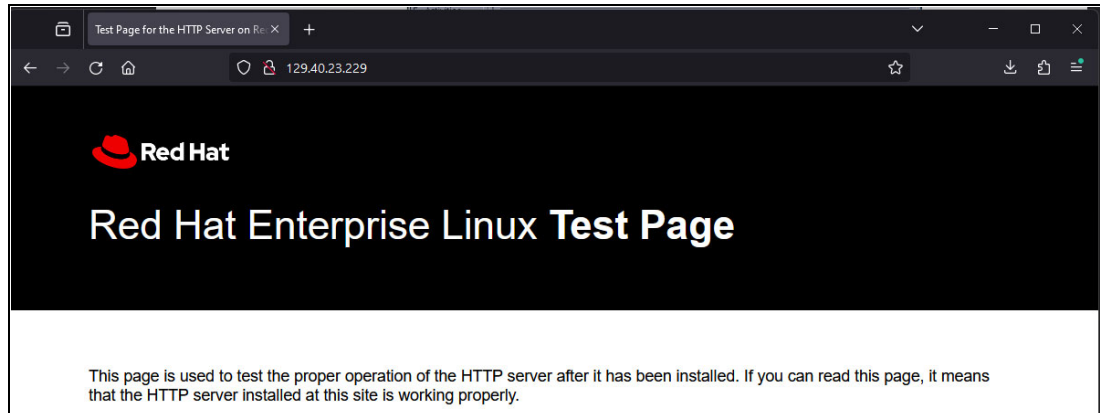 Test Page for the HTTP Server on Re
129.40.23.229
Red Hat
Red Hat Enterprise Linux Test Page
This page is used to test the proper operation of the HTTP server after it has been installed. If you can read this page, it means
that the HTTP server installed at this site is working properly.